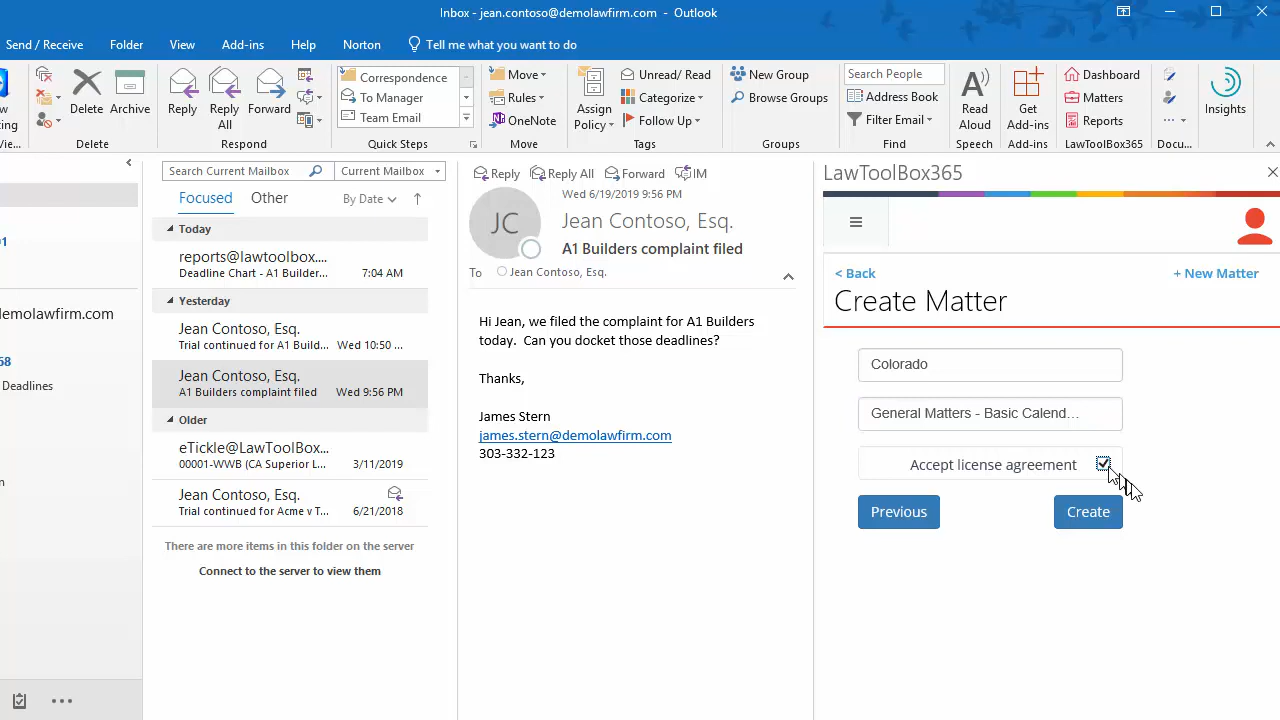 Inbox - jean.contoso@demolawfirm.com - Outlook
Send / Receive Folder View Add-ins Help Norton Tell me what you want to do
Delete Archive
Reply Reply All Forward
Correspondence
To Manager
Team Email
Move
Rules
OneNote
Assign Policy
Unread/ Read
Categorize
Follow Up
New Group
Browse Groups
Search People
Address Book
Filter Email
Read Aloud
Get Add-ins
Dashboard
Matters
Reports
Insights
Delete Respond Quick Steps Move Tags Groups Find Speech Add-ins LawToolBox365 Docu...
Search Current Mailbox Current Mailbox
Focused Other By Date
Today
reports@lawtoolbox....
Deadline Chart - A1 Builder... 7:04 AM
Yesterday
Jean Contoso, Esq.
Trial continued for A1 Build... Wed 10:50 ...
Jean Contoso, Esq.
A1 Builders complaint filed Wed 9:56 PM
Older
eTickle@LawToolBox...
00001-WWB (CA Superior L... 3/11/2019
Jean Contoso, Esq.
Trial continued for Acme v T... 6/21/2018
There are more items in this folder on the server
Connect to the server to view them
emolawfirm.com
Deadlines
Reply Reply All Forward IM
Wed 6/19/2019 9:56 PM
JC
Jean Contoso, Esq.
A1 Builders complaint filed
To Jean Contoso, Esq.
Hi Jean, we filed the complaint for A1 Builders
today. Can you docket those deadlines?
Thanks,
James Stern
james.stern@demolawfirm.com
303-332-123
LawToolBox365
< Back + New Matter
Create Matter
Colorado
General Matters - Basic Calend...
Accept license agreement
Previous Create